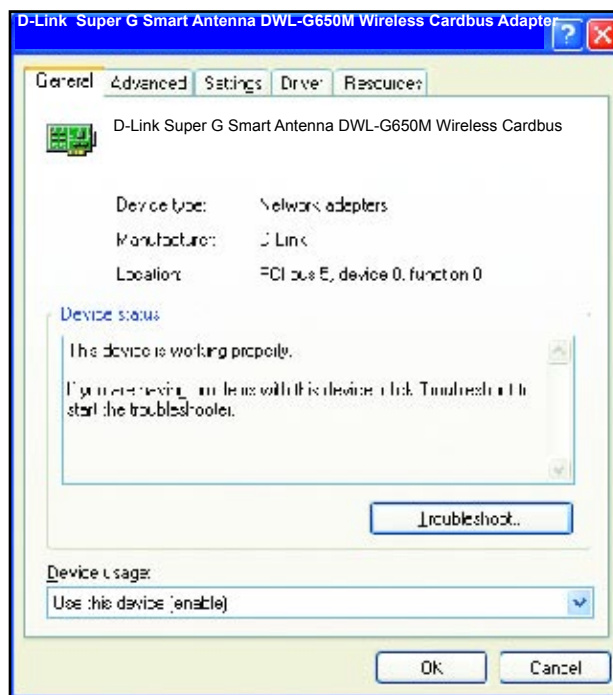 D-Link Super G Smart Antenna DWL-G650M Wireless Cardbus Adapter
General Advanced Settings Driver Resources
D-Link Super G Smart Antenna DWL-G650M Wireless Cardbus
Device type: Network adapters
Manufacturer: D-Link
Location: PCI bus 5, device 0, function 0
Device status
This device is working properly.
If you are having problems with this device, click Troubleshoot to
start the troubleshooter.
Troubleshoot...
Device usage:
Use this device (enable)
OK Cancel